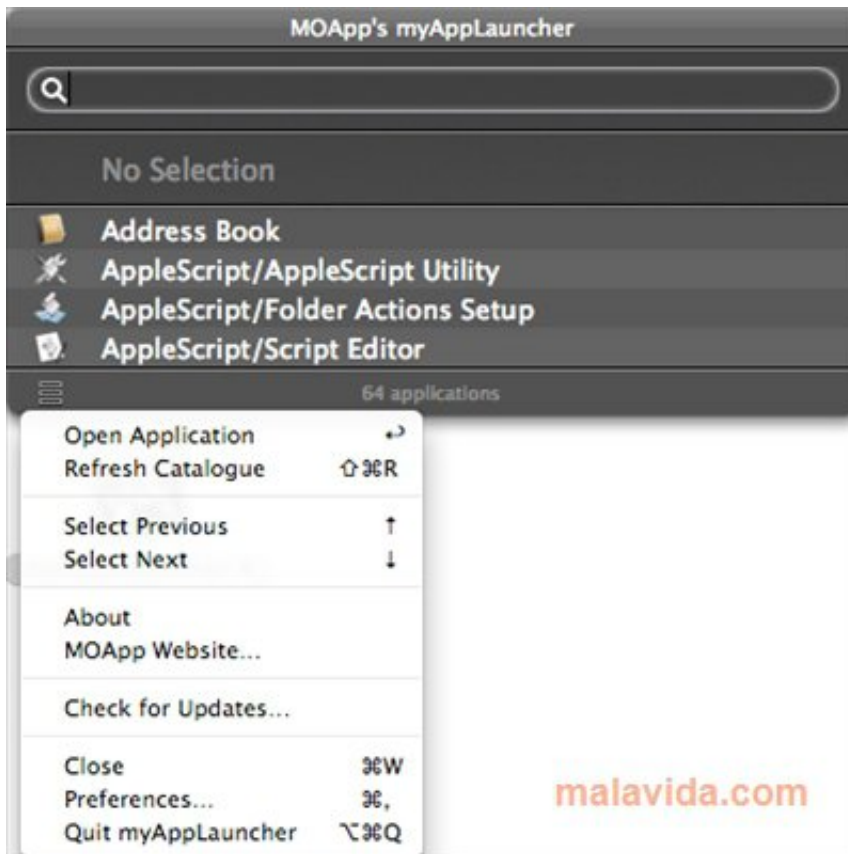 MOApp's myAppLauncher
No Selection
Address Book
AppleScript/AppleScript Utility
AppleScript/Folder Actions Setup
AppleScript/Script Editor
64 applications
Open Application ↩
Refresh Catalogue ⇧⌘R
Select Previous ↑
Select Next ↓
About
MOApp Website...
Check for Updates...
Close ⌘W
Preferences... ⌘,
Quit myAppLauncher ⌥⌘Q
malavida.com